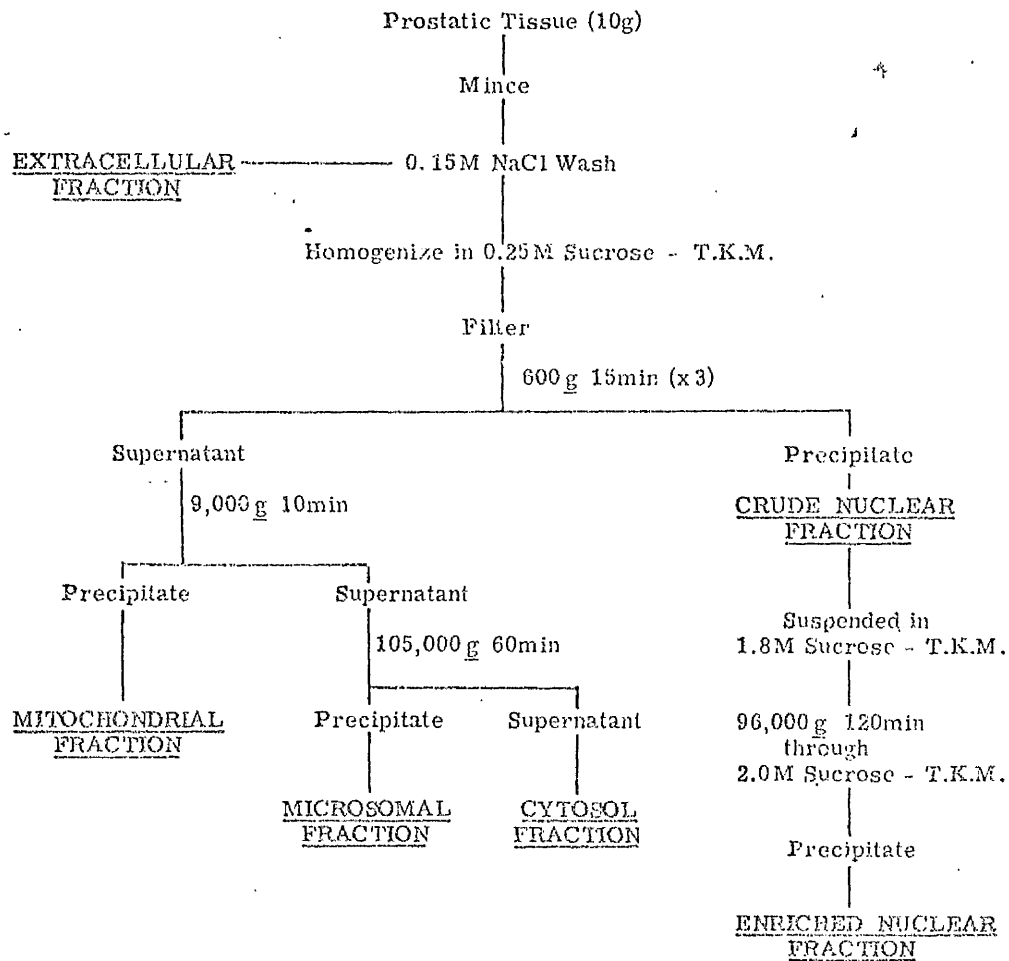 Prostatic Tissue (10g)
Mince
EXTRACELLULAR
FRACTION
0.15M NaCl Wash
Homogenize in 0.25M Sucrose - T.K.M.
Filter
600g 15min (x3)
Supernatant
Precipitate
9,000g 10min
CRUDE NUCLEAR
FRACTION
Precipitate
Supernatant
Suspended in
1.8M Sucrose - T.K.M.
105,000g 60min
MITOCHONDRIAL
FRACTION
Precipitate
Supernatant
96,000g 120min
through
2.0M Sucrose - T.K.M.
MICROSOMAL
FRACTION
CYTOSOL
FRACTION
Precipitate
ENRICHED NUCLEAR
FRACTION